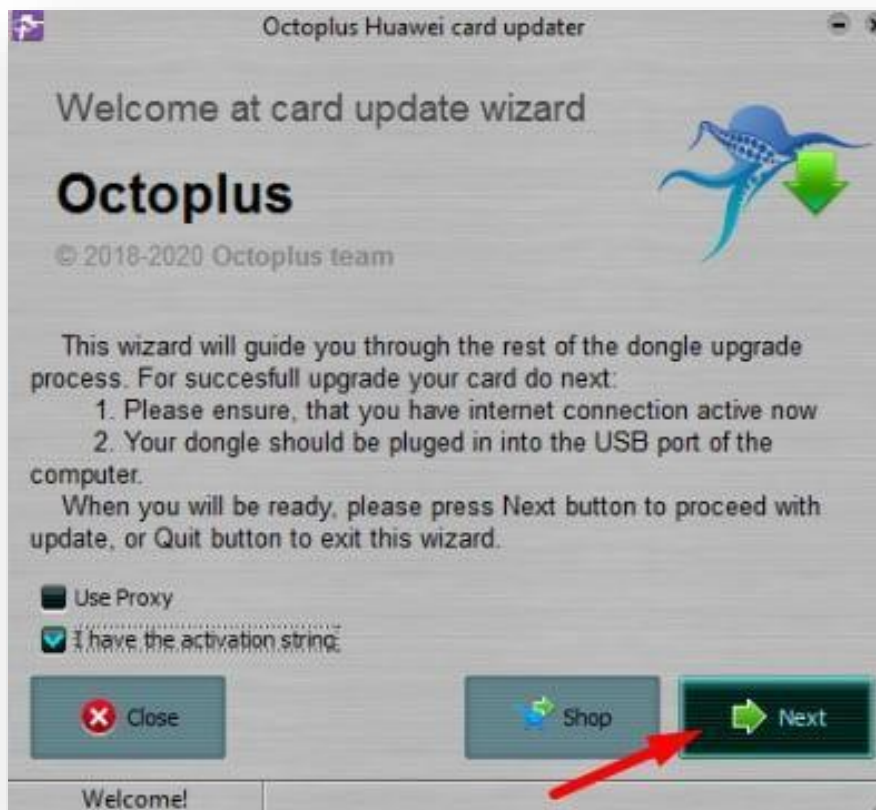 Octoplus Huawei card updater
Welcome at card update wizard
Octoplus
© 2018-2020 Octoplus team
This wizard will guide you through the rest of the dongle upgrade
process. For succesfull upgrade your card do next:
1. Please ensure, that you have internet connection active now
2. Your dongle should be pluged in into the USB port of the
computer.
When you will be ready, please press Next button to proceed with
update, or Quit button to exit this wizard.
Use Proxy
I have the activation string
Close
Shop
Next
Welcome!